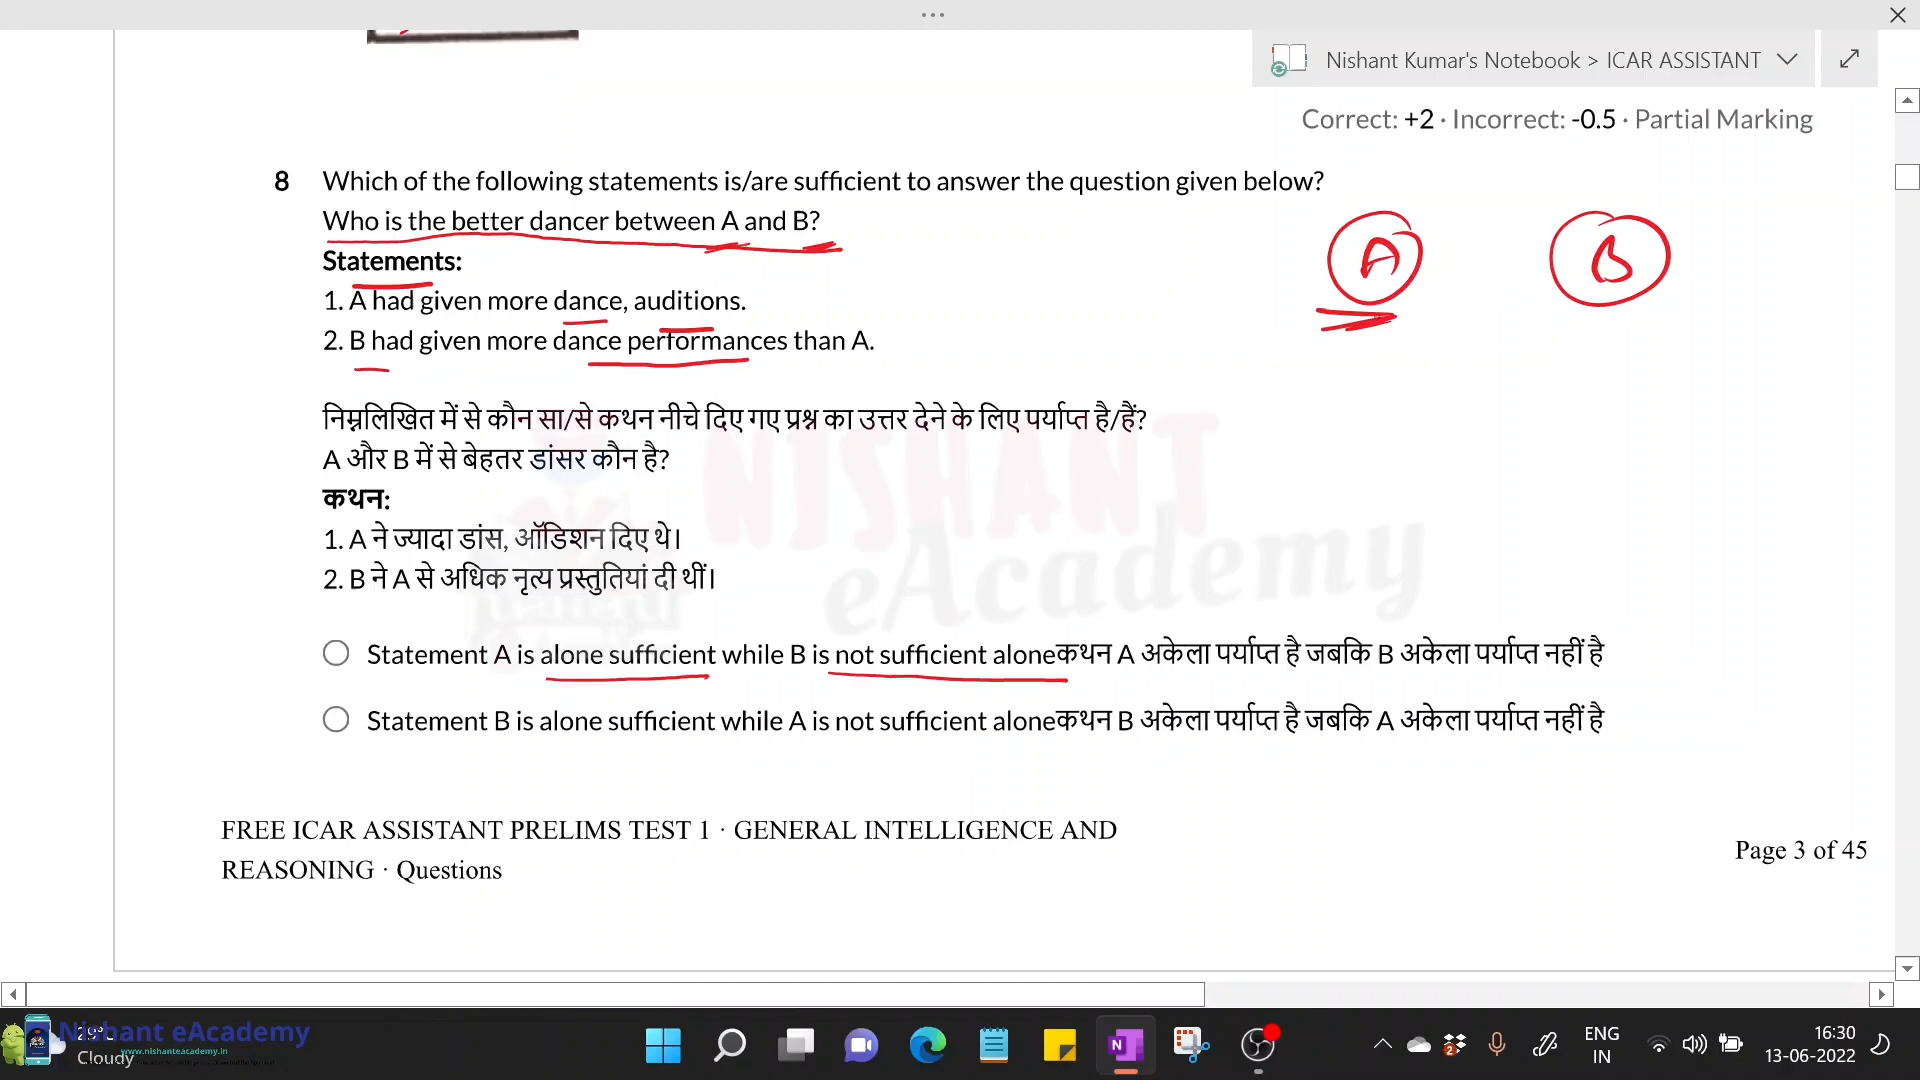 Nishant Kumar's Notebook > ICAR ASSISTANT
Correct: +2 · Incorrect: -0.5 · Partial Marking
8 Which of the following statements is/are sufficient to answer the question given below?
Who is the better dancer between A and B?
Statements:
A B
1. A had given more dance, auditions.
2. B had given more dance performances than A.
निम्नलिखित में से कौन सा/से कथन नीचे दिए गए प्रश्न का उत्तर देने के लिए पर्याप्त है/हैं?
A और B में से बेहतर डांसर कौन है?
कथन:
1. A ने ज्यादा डांस, ऑडिशन दिए थे।
2. B ने A से अधिक नृत्य प्रस्तुतियां दी थीं।
NISHANT
eAcademy
Statement A is alone sufficient while B is not sufficient aloneकथन A अकेला पर्याप्त है जबकि B अकेला पर्याप्त नहीं है
Statement B is alone sufficient while A is not sufficient aloneकथन B अकेला पर्याप्त है जबकि A अकेला पर्याप्त नहीं है
FREE ICAR ASSISTANT PRELIMS TEST 1 · GENERAL INTELLIGENCE AND
REASONING · Questions
Page 3 of 45
Nishant eAcademy
www.nishanteacademy.in
Cloudy
ENG
IN
16:30
13-06-2022